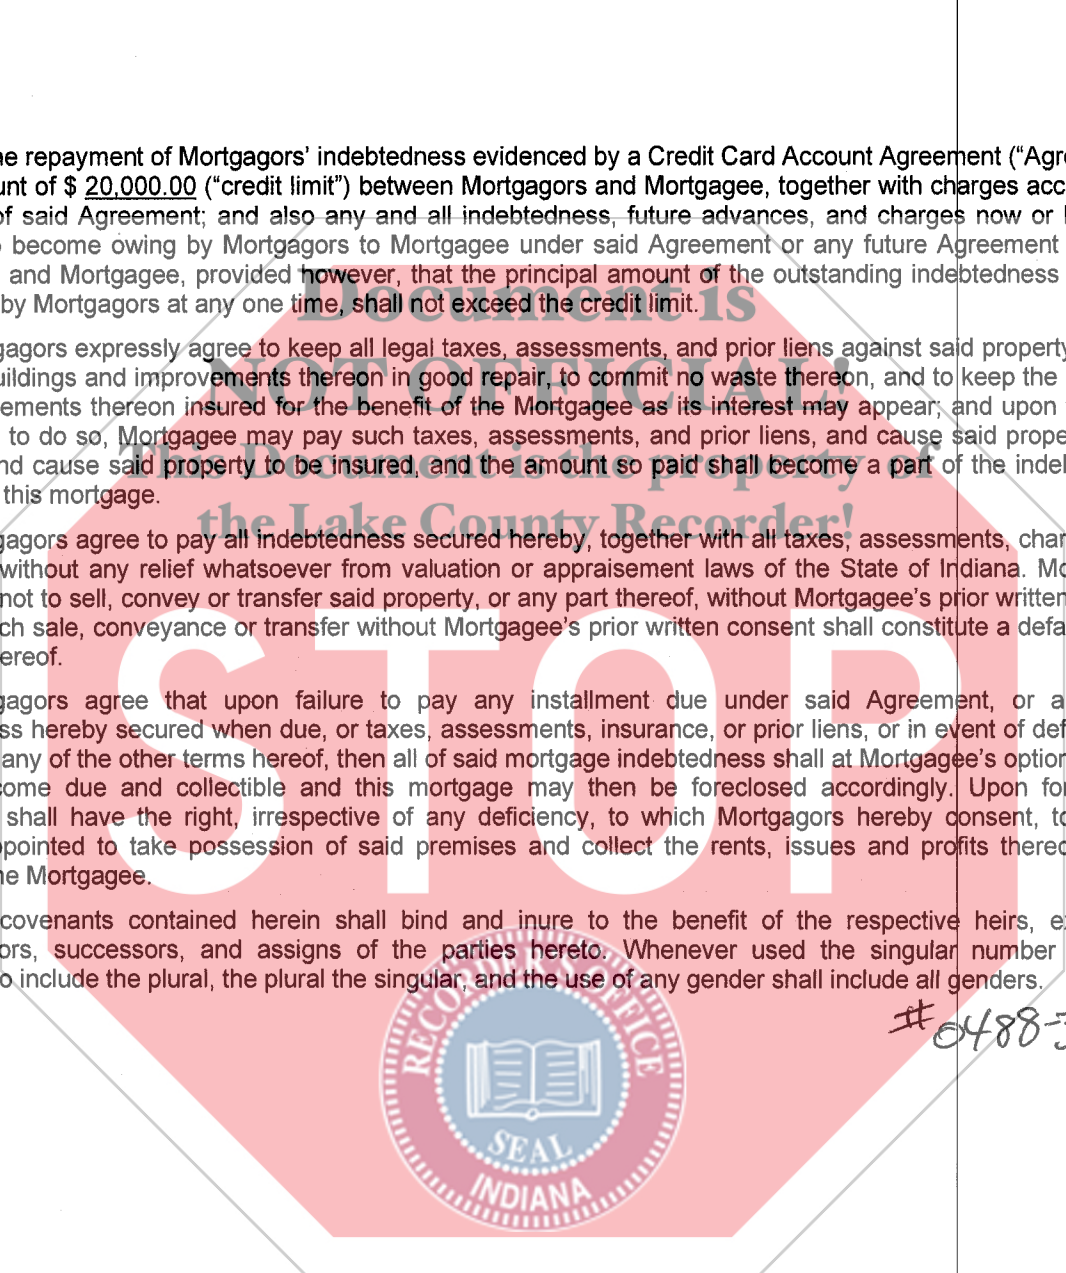 he repayment of Mortgagors' indebtedness evidenced by a Credit Card Account Agreement ("Agre
unt of $ 20,000.00 ("credit limit") between Mortgagors and Mortgagee, together with charges acc
of said Agreement; and also any and all indebtedness, future advances, and charges now or
become owing by Mortgagors to Mortgagee under said Agreement or any future Agreement
and Mortgagee, provided however, that the principal amount of the outstanding indebtedness
by Mortgagors at any one time, shall not exceed the credit limit.
Document is
gagors expressly agree to keep all legal taxes, assessments, and prior liens against said property
uildings and improvements thereon in good repair, to commit no waste thereon, and to keep the
NOT OFFICIAL!
ements thereon insured for the benefit of the Mortgagee as its interest may appear; and upon
to do so, Mortgagee may pay such taxes, assessments, and prior liens, and cause said prope
nd cause said property to be insured, and the amount so paid shall become a part of the indel
This Document is the property of
this mortgage.
the Lake County Recorder!
gagors agree to pay all indebtedness secured hereby, together with all taxes, assessments, char
without any relief whatsoever from valuation or appraisement laws of the State of Indiana. Mo
not to sell, convey or transfer said property, or any part thereof, without Mortgagee's prior written
ch sale, conveyance or transfer without Mortgagee's prior written consent shall constitute a defa
ereof.
STOP
gagors agree that upon failure to pay any installment due under said Agreement, or a
ss hereby secured when due, or taxes, assessments, insurance, or prior liens, or in event of def
any of the other terms hereof, then all of said mortgage indebtedness shall at Mortgagee's option
ome due and collectible and this mortgage may then be foreclosed accordingly. Upon for
shall have the right, irrespective of any deficiency, to which Mortgagors hereby consent, to
pointed to take possession of said premises and collect the rents, issues and profits thereo
he Mortgagee.
covenants contained herein shall bind and inure to the benefit of the respective heirs, e
ors, successors, and assigns of the parties hereto. Whenever used the singular number
o include the plural, the plural the singular, and the use of any gender shall include all genders.
#0488-3
RECORDER'S OFFICE
SEAL
INDIANA